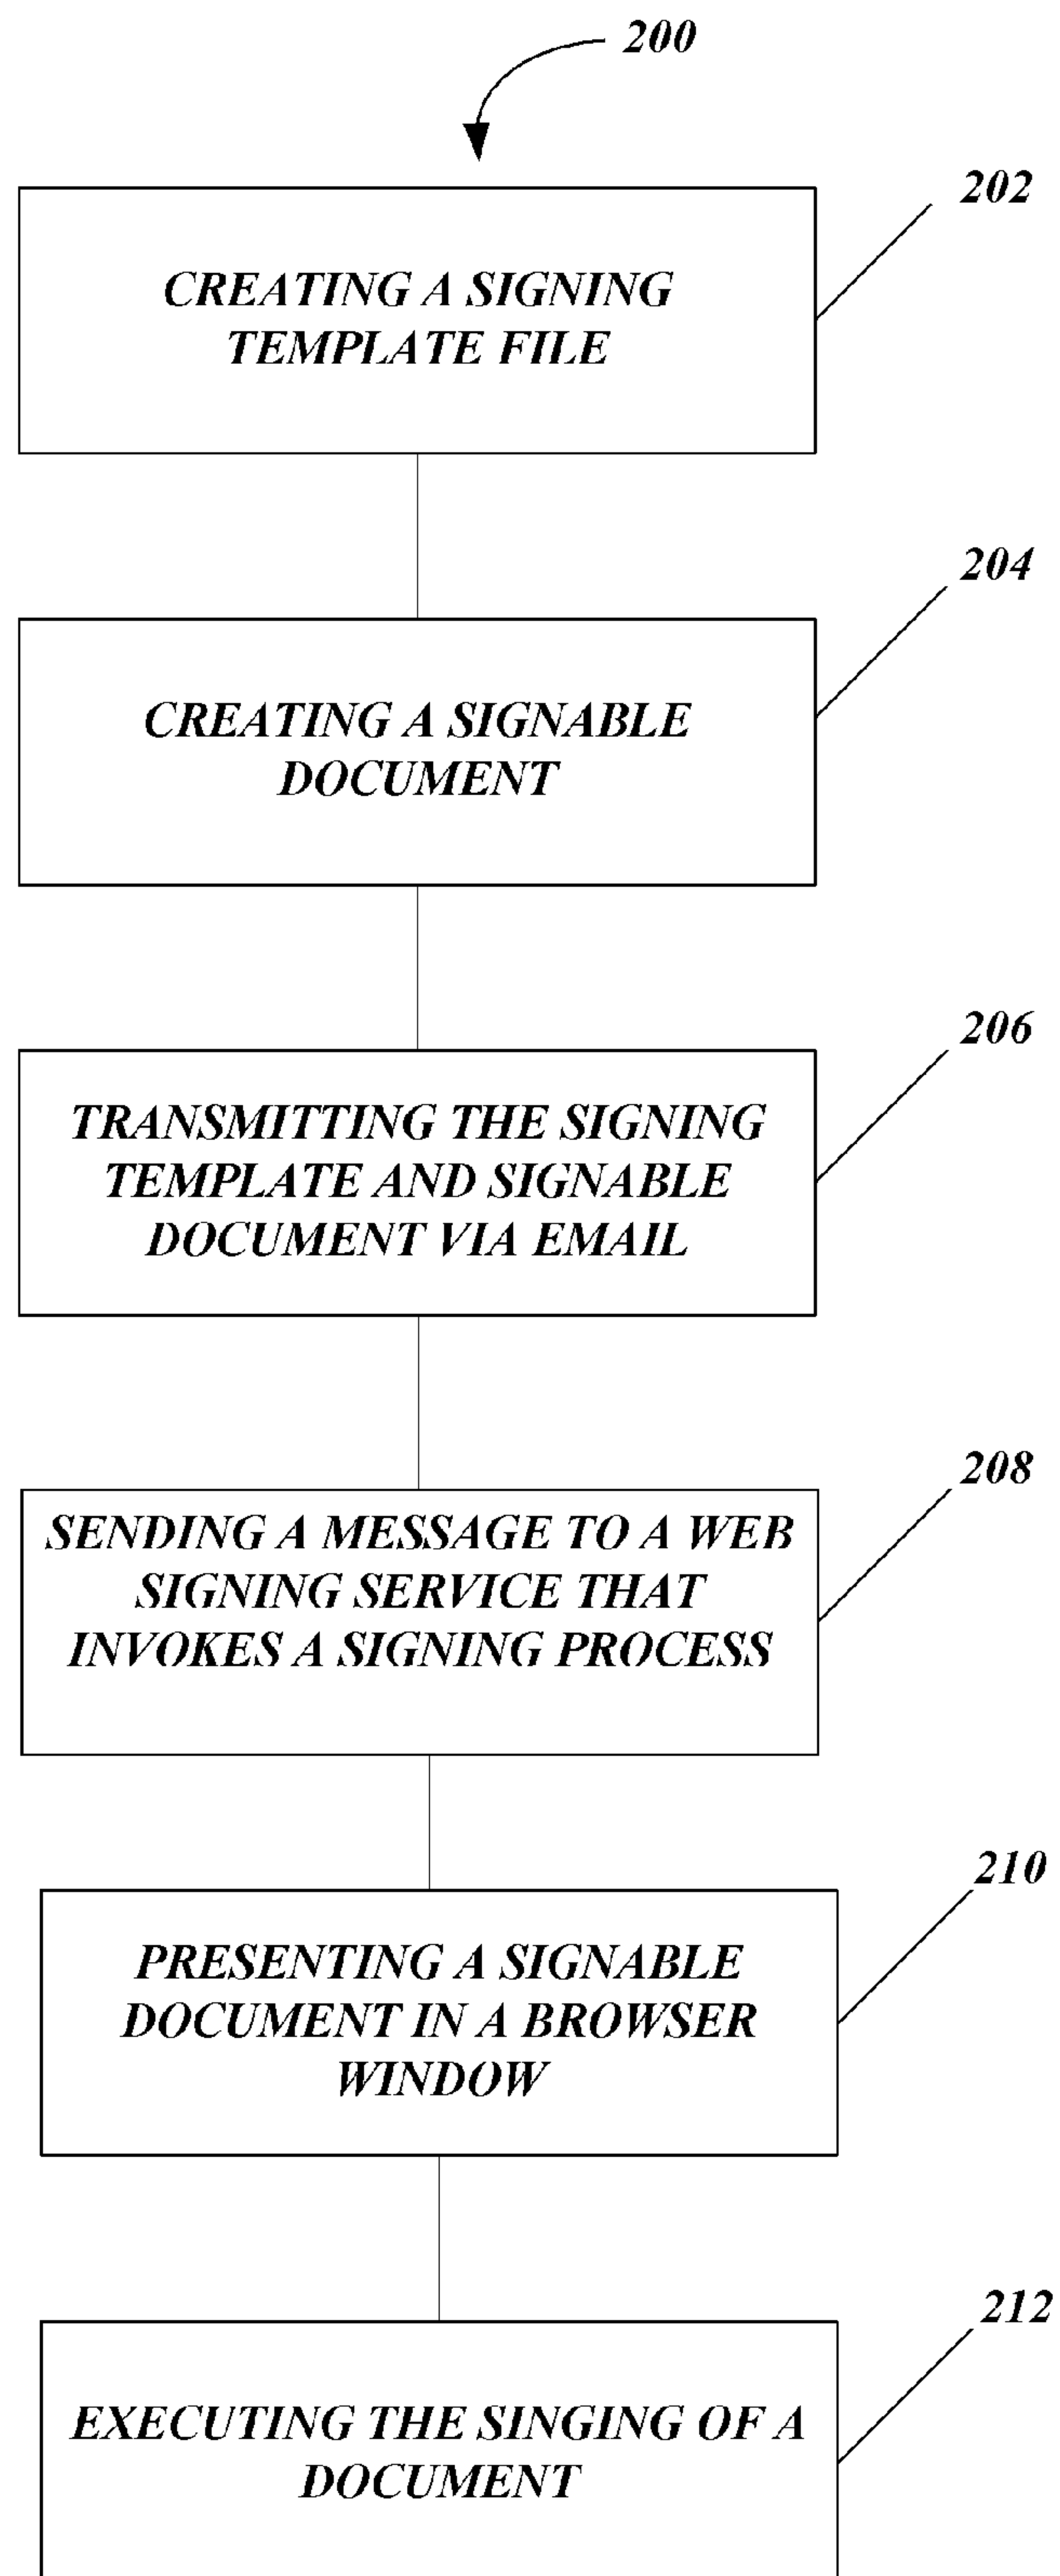 200
202
CREATING A SIGNING
TEMPLATE FILE
204
CREATING A SIGNABLE
DOCUMENT
206
TRANSMITTING THE SIGNING
TEMPLATE AND SIGNABLE
DOCUMENT VIA EMAIL
208
SENDING A MESSAGE TO A WEB
SIGNING SERVICE THAT
INVOKES A SIGNING PROCESS
210
PRESENTING A SIGNABLE
DOCUMENT IN A BROWSER
WINDOW
212
EXECUTING THE SINGING OF A
DOCUMENT